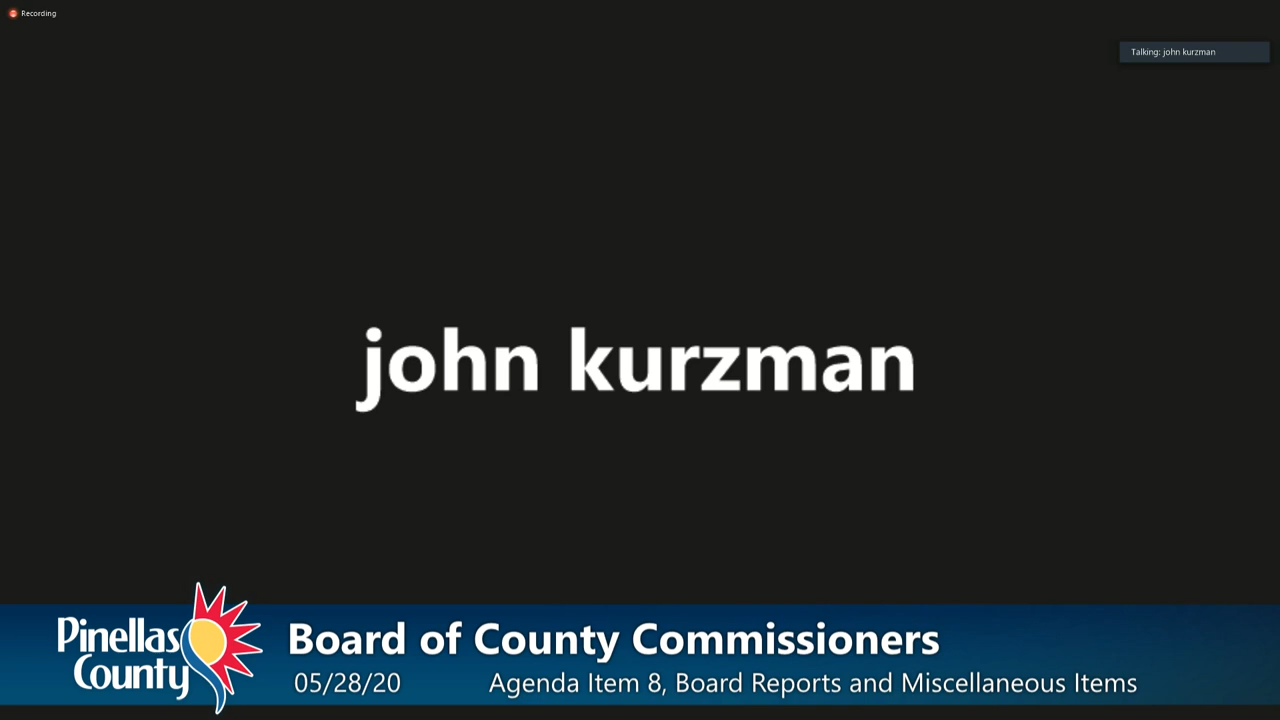 Recording
Talking: john kurzman
john kurzman
Pinellas
County
Board of County Commissioners
05/28/20
Agenda Item 8, Board Reports and Miscellaneous Items